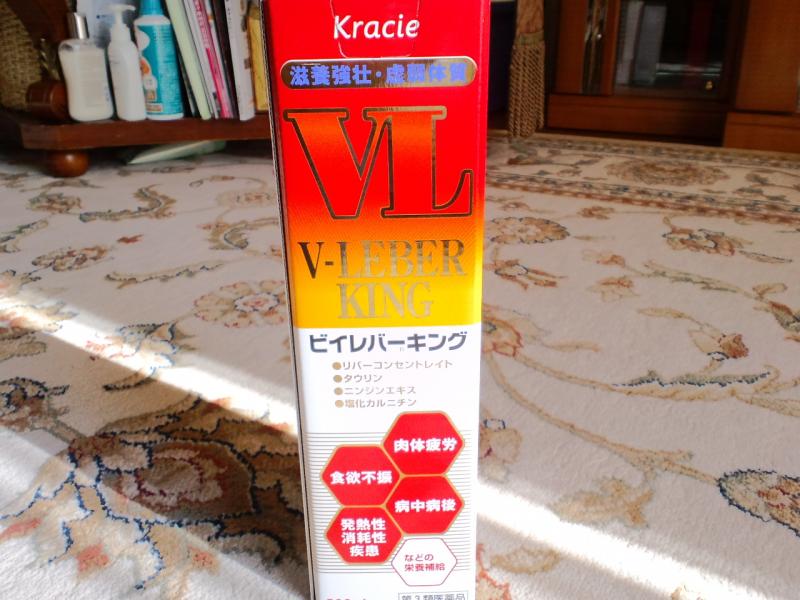 Kracie
滋養強壮・虚弱体質
VL
V-LEBER
KING
ビイレバーキング
●リバーコンセントレイト
●タウリン
●ニンジンエキス
●塩化カルニチン
肉体疲労
食欲不振
病中病後
発熱性
消耗性
疾患
などの
栄養補給
第3類医薬品